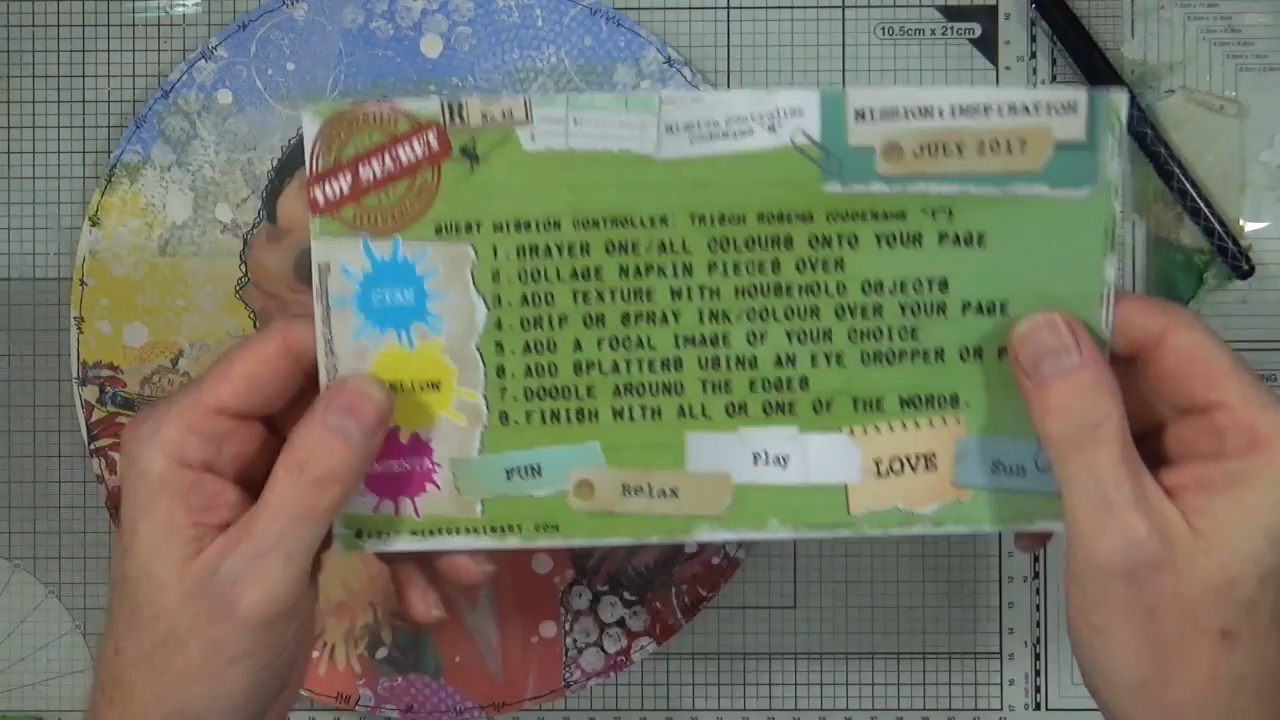 10.5cm x 21cm
TOP SECRET
Mission Controller
Codename "M"
MISSION: INSPIRATION
JULY 2017
GUEST MISSION CONTROLLER: TRISCH ROSEMA CODENAME "T"
1.BRAYER ONE/ALL COLOURS ONTO YOUR PAGE
2.COLLAGE NAPKIN PIECES OVER
3.ADD TEXTURE WITH HOUSEHOLD OBJECTS
4.DRIP OR SPRAY INK/COLOUR OVER YOUR PAGE
5.ADD A FOCAL IMAGE OF YOUR CHOICE
6.ADD SPLATTERS USING AN EYE DROPPER OR
7.DOODLE AROUND THE EDGES
8.FINISH WITH ALL OR ONE OF THE WORDS.
CYAN
YELLOW
MAGENTA
FUN
Relax
Play
LOVE
Sun